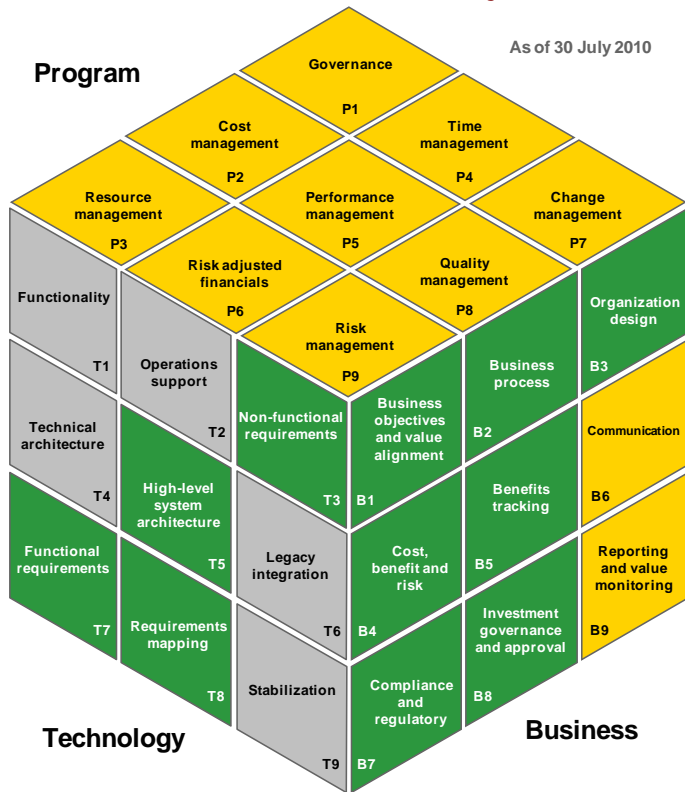 As of 30 July 2010
Program
Governance
P1
Cost
management
P2
Time
management
P4
Resource
management
P3
Performance
management
P5
Change
management
P7
Risk adjusted
financials
P6
Quality
management
P8
Risk
management
P9
Functionality
T1
Operations
support
T2
Non-functional
requirements
T3
Technical
architecture
T4
High-level
system
architecture
T5
Legacy
integration
T6
Functional
requirements
T7
Requirements
mapping
T8
Stabilization
T9
Business
objectives
and value
alignment
B1
Business
process
B2
Organization
design
B3
Cost,
benefit and
risk
B4
Benefits
tracking
B5
Communication
B6
Compliance
and
regulatory
B7
Investment
governance
and approval
B8
Reporting
and value
monitoring
B9
Technology
Business